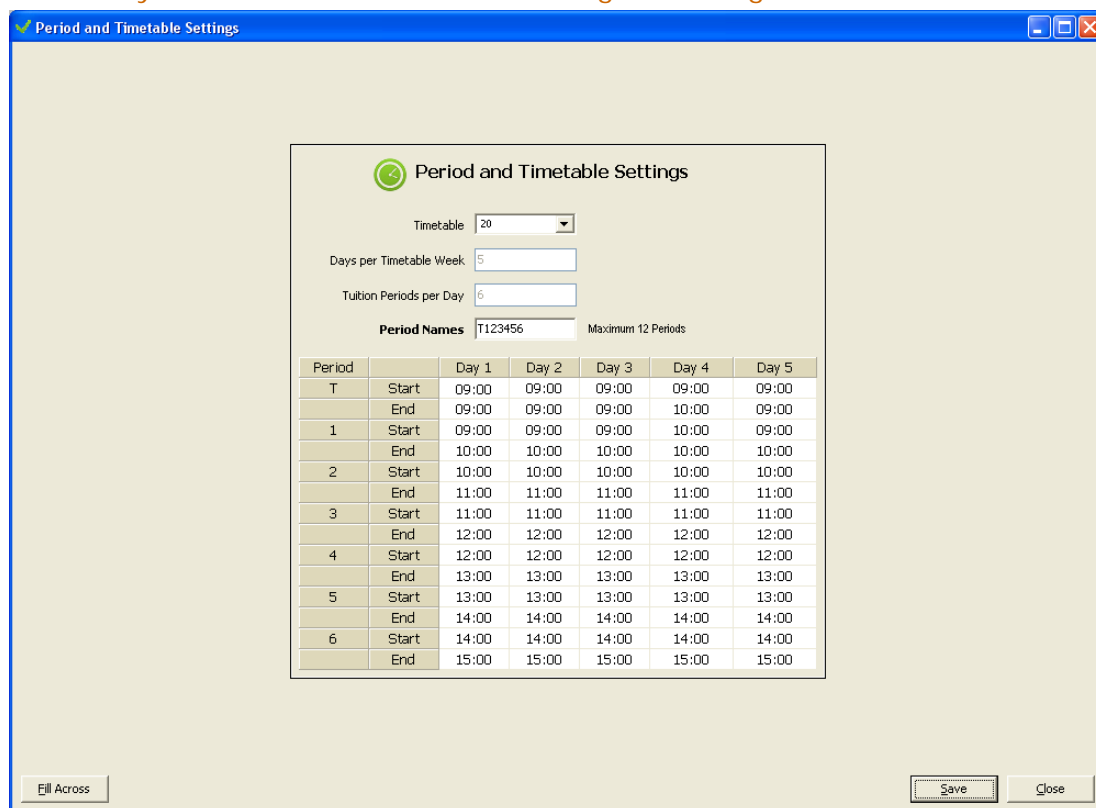 Period and Timetable Settings
Period and Timetable Settings
Timetable 20
Days per Timetable Week 5
Tuition Periods per Day 6
Period Names T123456 Maximum 12 Periods
Period Day 1 Day 2 Day 3 Day 4 Day 5
T Start 09:00 09:00 09:00 09:00 09:00
End 09:00 09:00 09:00 10:00 09:00
1 Start 09:00 09:00 09:00 10:00 09:00
End 10:00 10:00 10:00 10:00 10:00
2 Start 10:00 10:00 10:00 10:00 10:00
End 11:00 11:00 11:00 11:00 11:00
3 Start 11:00 11:00 11:00 11:00 11:00
End 12:00 12:00 12:00 12:00 12:00
4 Start 12:00 12:00 12:00 12:00 12:00
End 13:00 13:00 13:00 13:00 13:00
5 Start 13:00 13:00 13:00 13:00 13:00
End 14:00 14:00 14:00 14:00 14:00
6 Start 14:00 14:00 14:00 14:00 14:00
End 15:00 15:00 15:00 15:00 15:00
Fill Across Save Close